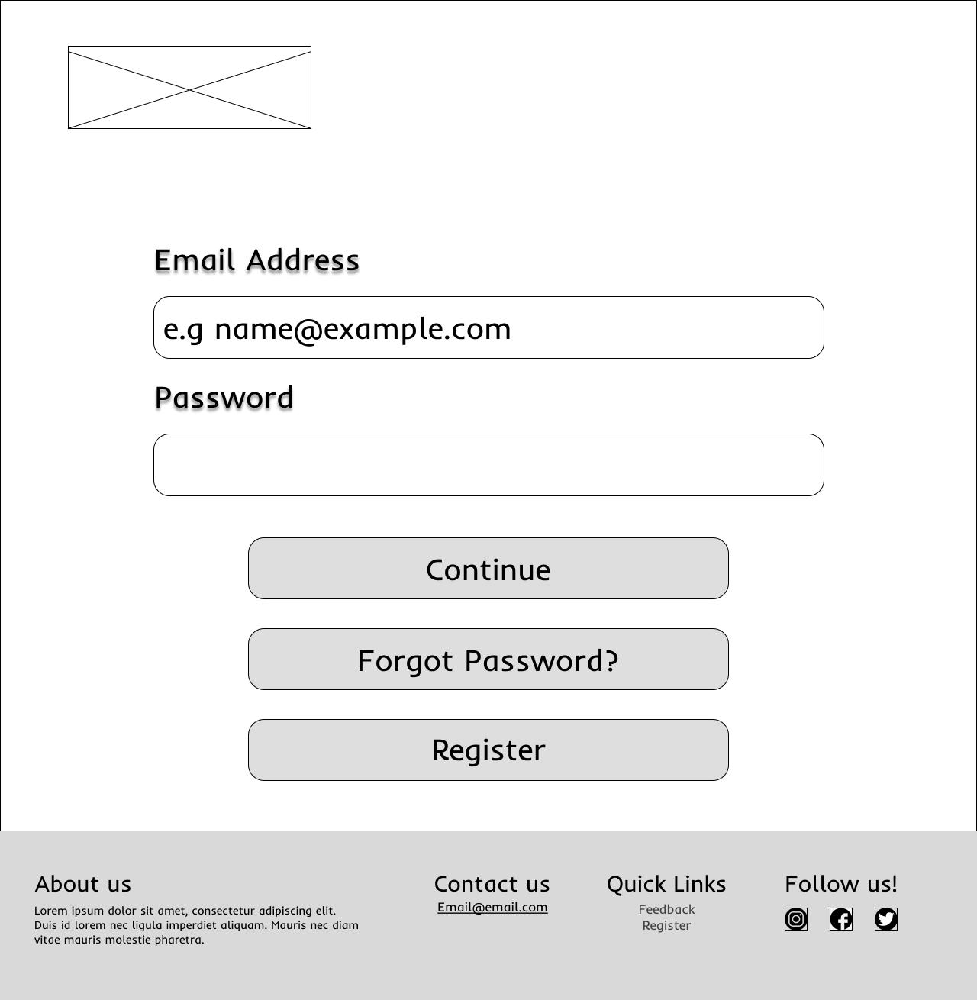 Email Address
e.g name@example.com
Password
Continue
Forgot Password?
Register
About us
Lorem ipsum dolor sit amet, consectetur adipiscing elit.
Duis id lorem nec ligula imperdiet aliquam. Mauris nec diam
vitae mauris molestie pharetra.
Contact us
Email@email.com
Quick Links
Feedback
Register
Follow us!